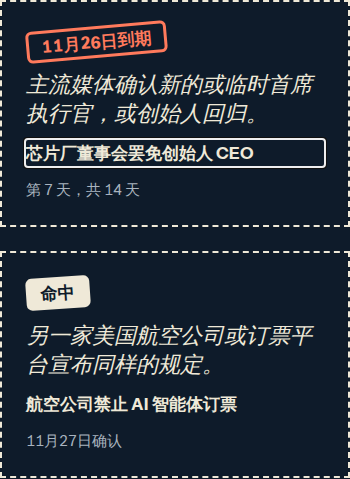 11月26日到期
主流媒体确认新的或临时首席
执行官，或创始人回归。
芯片厂董事会罢免创始人 CEO
第 7 天，共 14 天
命中
另一家美国航空公司或订票平
台宣布同样的规定。
航空公司禁止 AI 智能体订票
11月27日确认